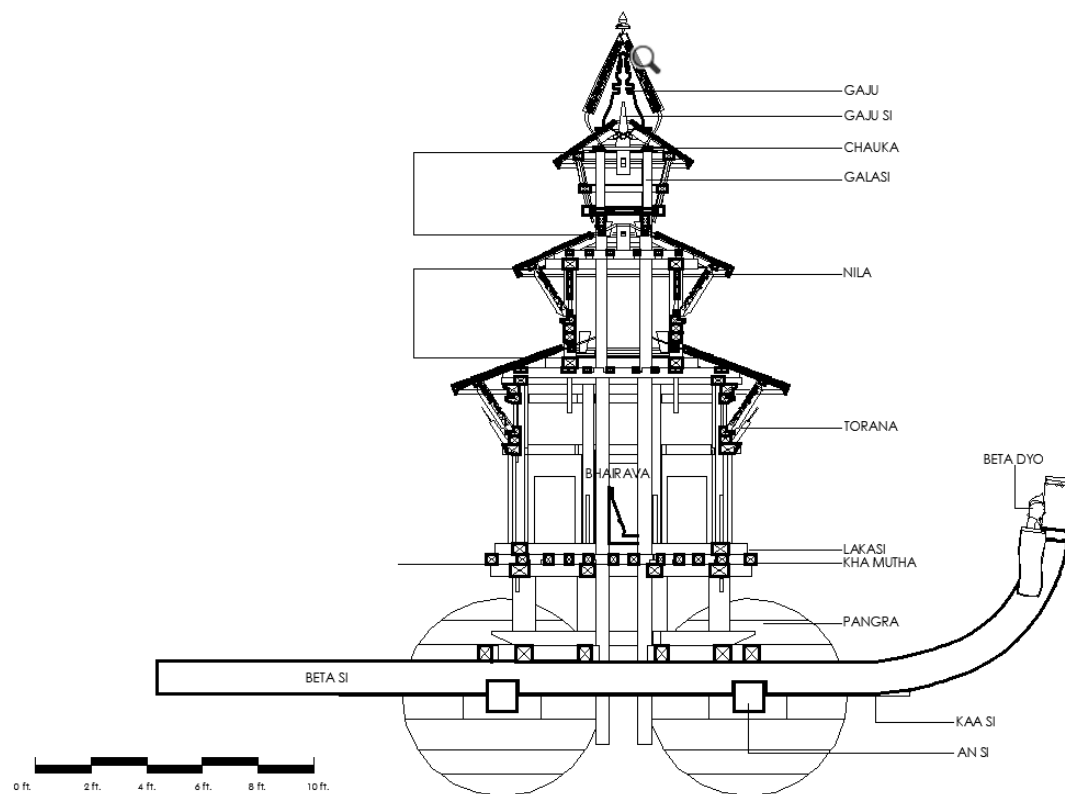 GAJU
GAJU SI
CHAUKA
GALASI
NILA
TORANA
BETA DYO
BHAIRAVA
LAKASI
KHA MUTHA
PANGRA
BETA SI
KAA SI
AN SI
0 ft. 2 ft. 4 ft. 6 ft. 8 ft. 10 ft.